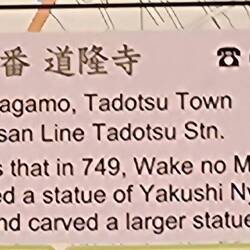 番 道隆寺 ☎
agamo, Tadotsu Town
san Line Tadotsu Stn.
s that in 749, Wake no M
ed a statue of Yakushi Ny
nd carved a larger statue